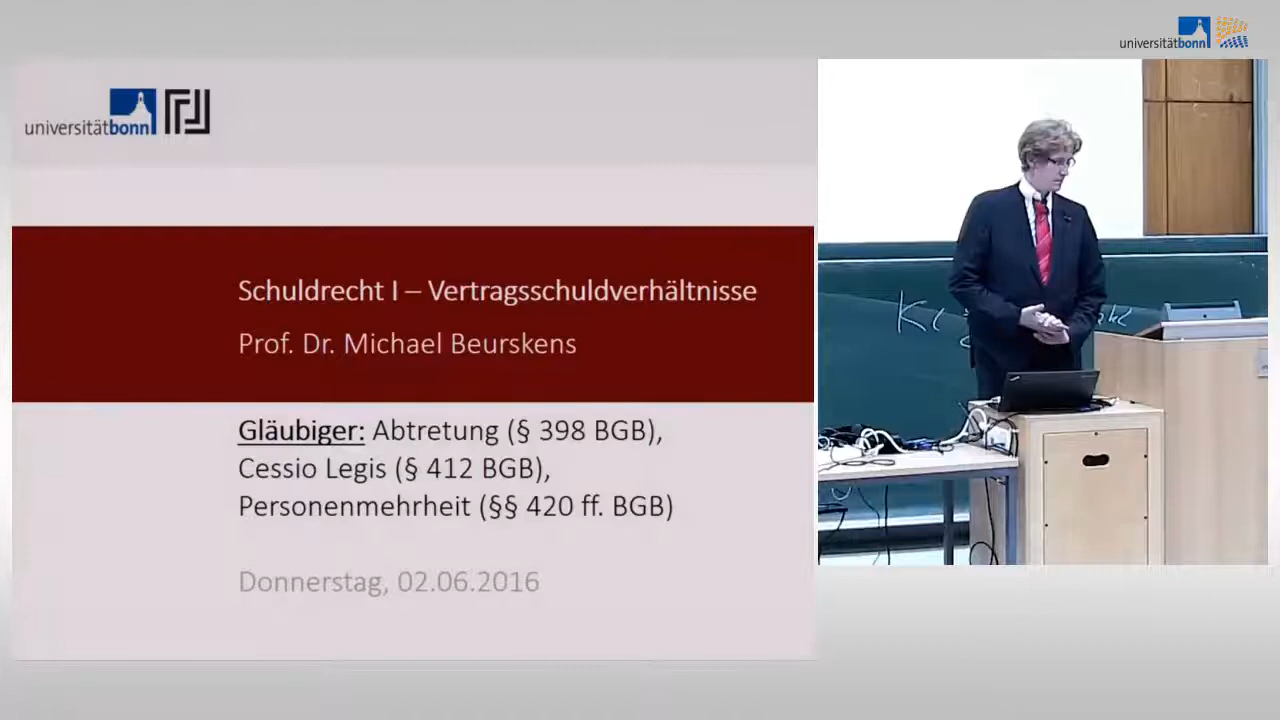 universitätbonn
universitätbonn
Schuldrecht I – Vertragsschuldverhältnisse
Prof. Dr. Michael Beurskens
Gläubiger: Abtretung (§ 398 BGB),
Cessio Legis (§ 412 BGB),
Personenmehrheit (§§ 420 ff. BGB)
Donnerstag, 02.06.2016